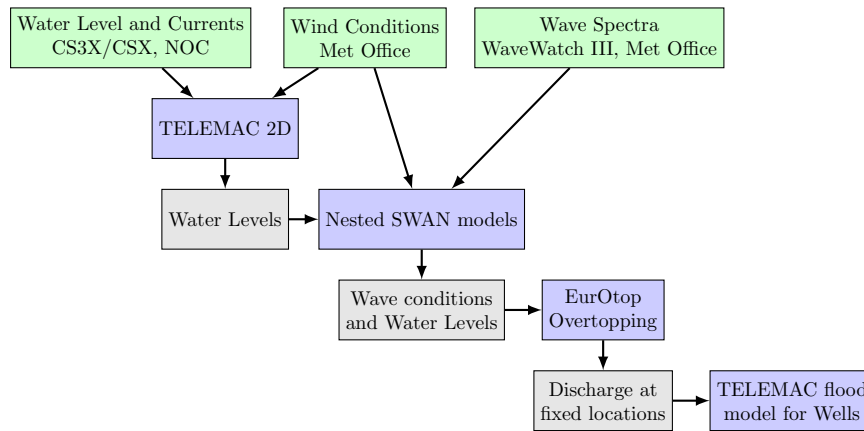 Water Level and Currents
CS3X/CSX, NOC
Wind Conditions
Met Office
Wave Spectra
WaveWatch III, Met Office
TELEMAC 2D
Water Levels
Nested SWAN models
Wave conditions
and Water Levels
EurOtop
Overtopping
Discharge at
fixed locations
TELEMAC flood
model for Wells